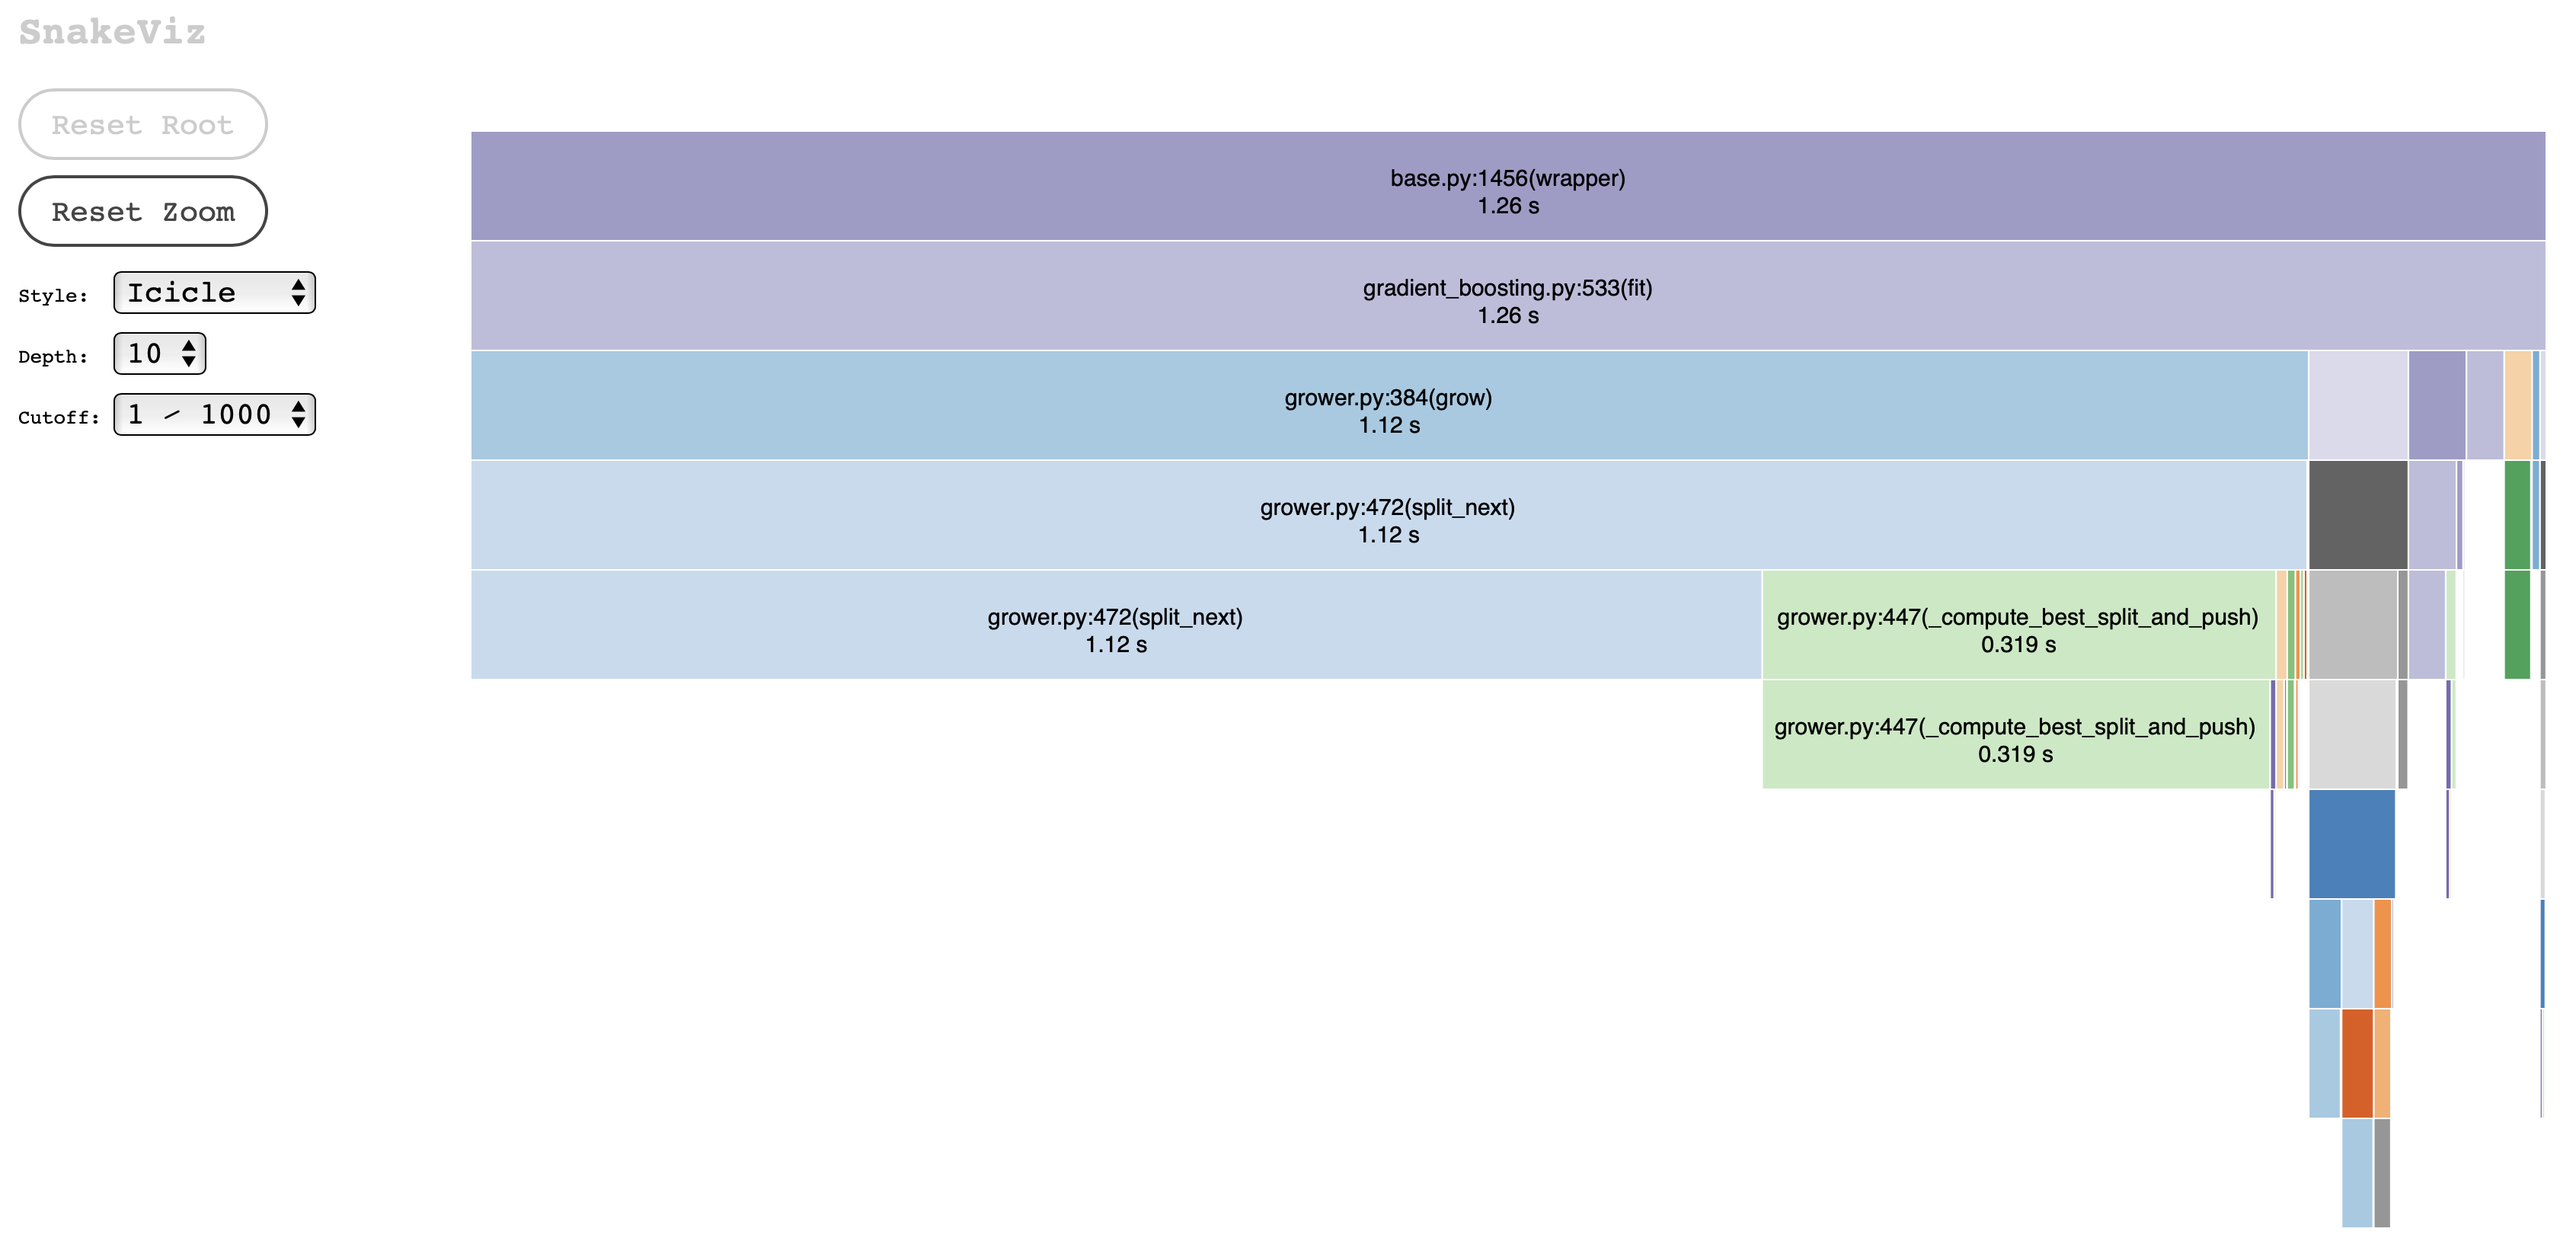 SnakeViz
Reset Root
Reset Zoom
Style: Icicle
Depth: 10
Cutoff: 1 / 1000
base.py:1456(wrapper)
1.26 s
gradient_boosting.py:533(fit)
1.26 s
grower.py:384(grow)
1.12 s
grower.py:472(split_next)
1.12 s
grower.py:472(split_next)
1.12 s
grower.py:447(_compute_best_split_and_push)
0.319 s
grower.py:447(_compute_best_split_and_push)
0.319 s